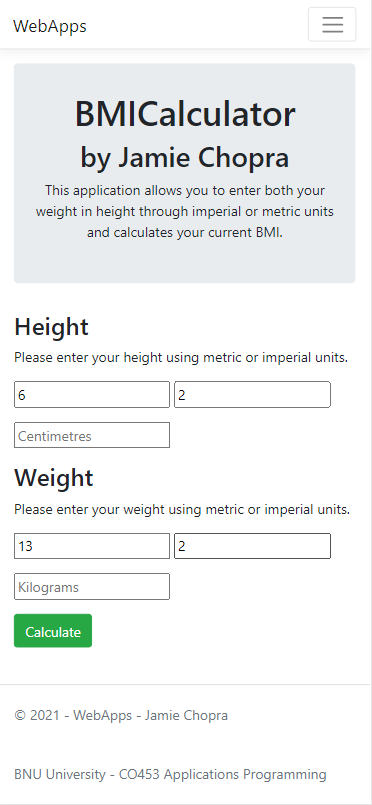 WebApps
BMICalculator
by Jamie Chopra
This application allows you to enter both your
weight in height through imperial or metric units
and calculates your current BMI.
Height
Please enter your height using metric or imperial units.
6 2
Centimetres
Weight
Please enter your weight using metric or imperial units.
13 2
Kilograms
Calculate
© 2021 - WebApps - Jamie Chopra
BNU University - CO453 Applications Programming